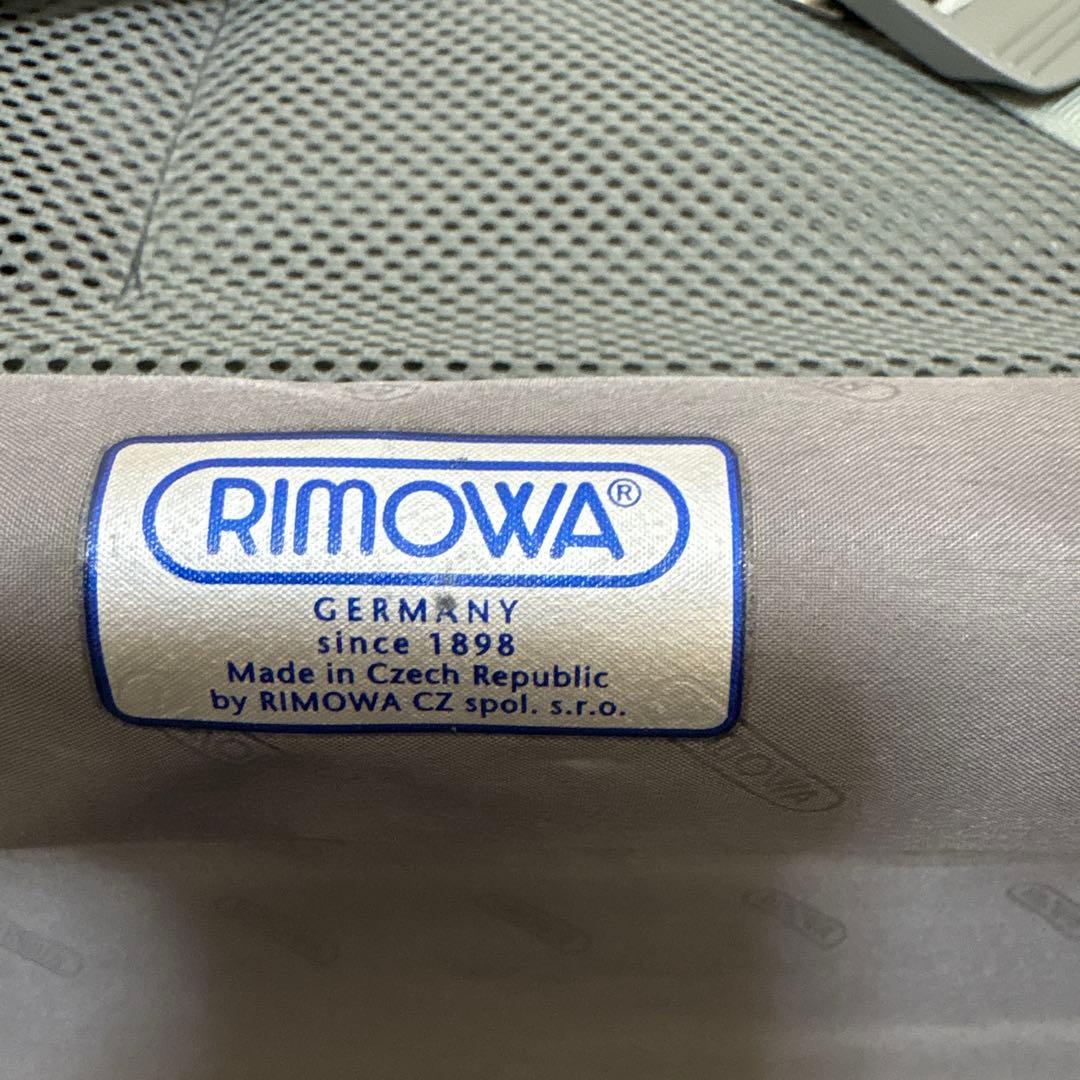 RIMOWA®
GERMANY
since 1898
Made in Czech Republic
by RIMOWA CZ spol. s.r.o.